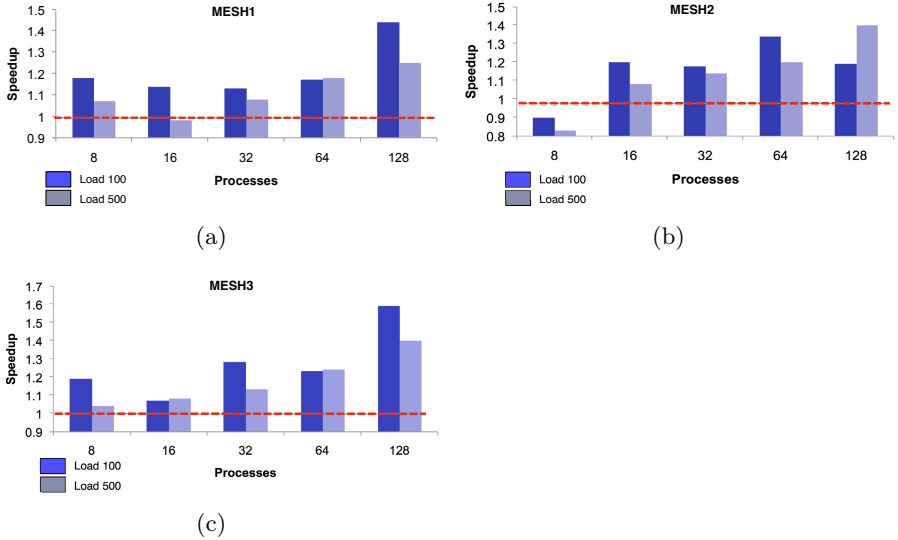 MESH1
Speedup
1.5
1.4
1.3
1.2
1.1
1
0.9
8 16 32 64 128
Processes
Load 100
Load 500
(a)
MESH2
Speedup
1.5
1.4
1.3
1.2
1.1
1
0.9
0.8
8 16 32 64 128
Processes
Load 100
Load 500
(b)
MESH3
Speedup
1.7
1.6
1.5
1.4
1.3
1.2
1.1
1
0.9
8 16 32 64 128
Processes
Load 100
Load 500
(c)